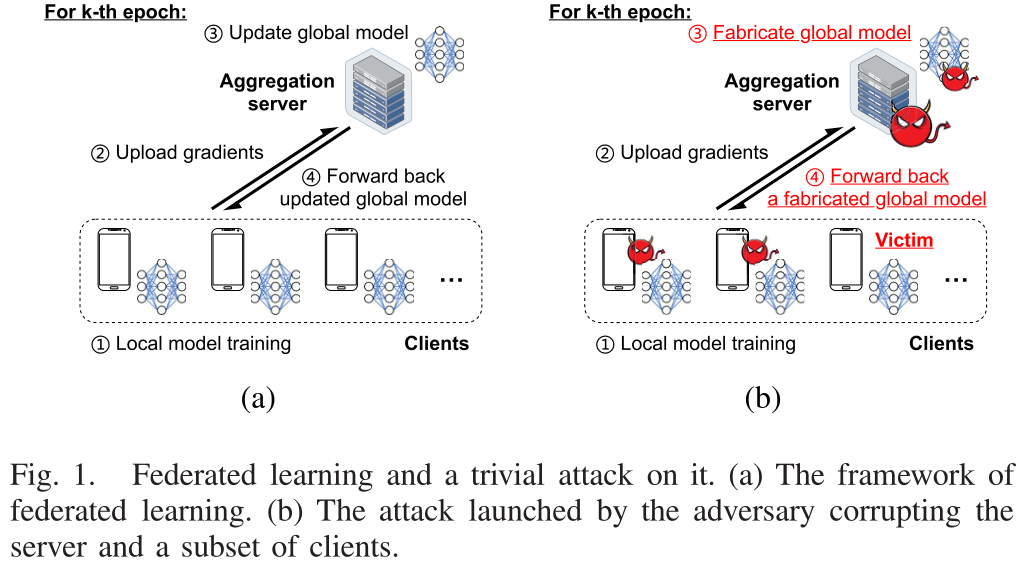 For k-th epoch:
③ Update global model
Aggregation
server
② Upload gradients
④ Forward back
updated global model
...
① Local model training
Clients
(a)
For k-th epoch:
③ Fabricate global model
Aggregation
server
② Upload gradients
④ Forward back
a fabricated global model
Victim
...
① Local model training
Clients
(b)
Fig. 1. Federated learning and a trivial attack on it. (a) The framework of
federated learning. (b) The attack launched by the adversary corrupting the
server and a subset of clients.